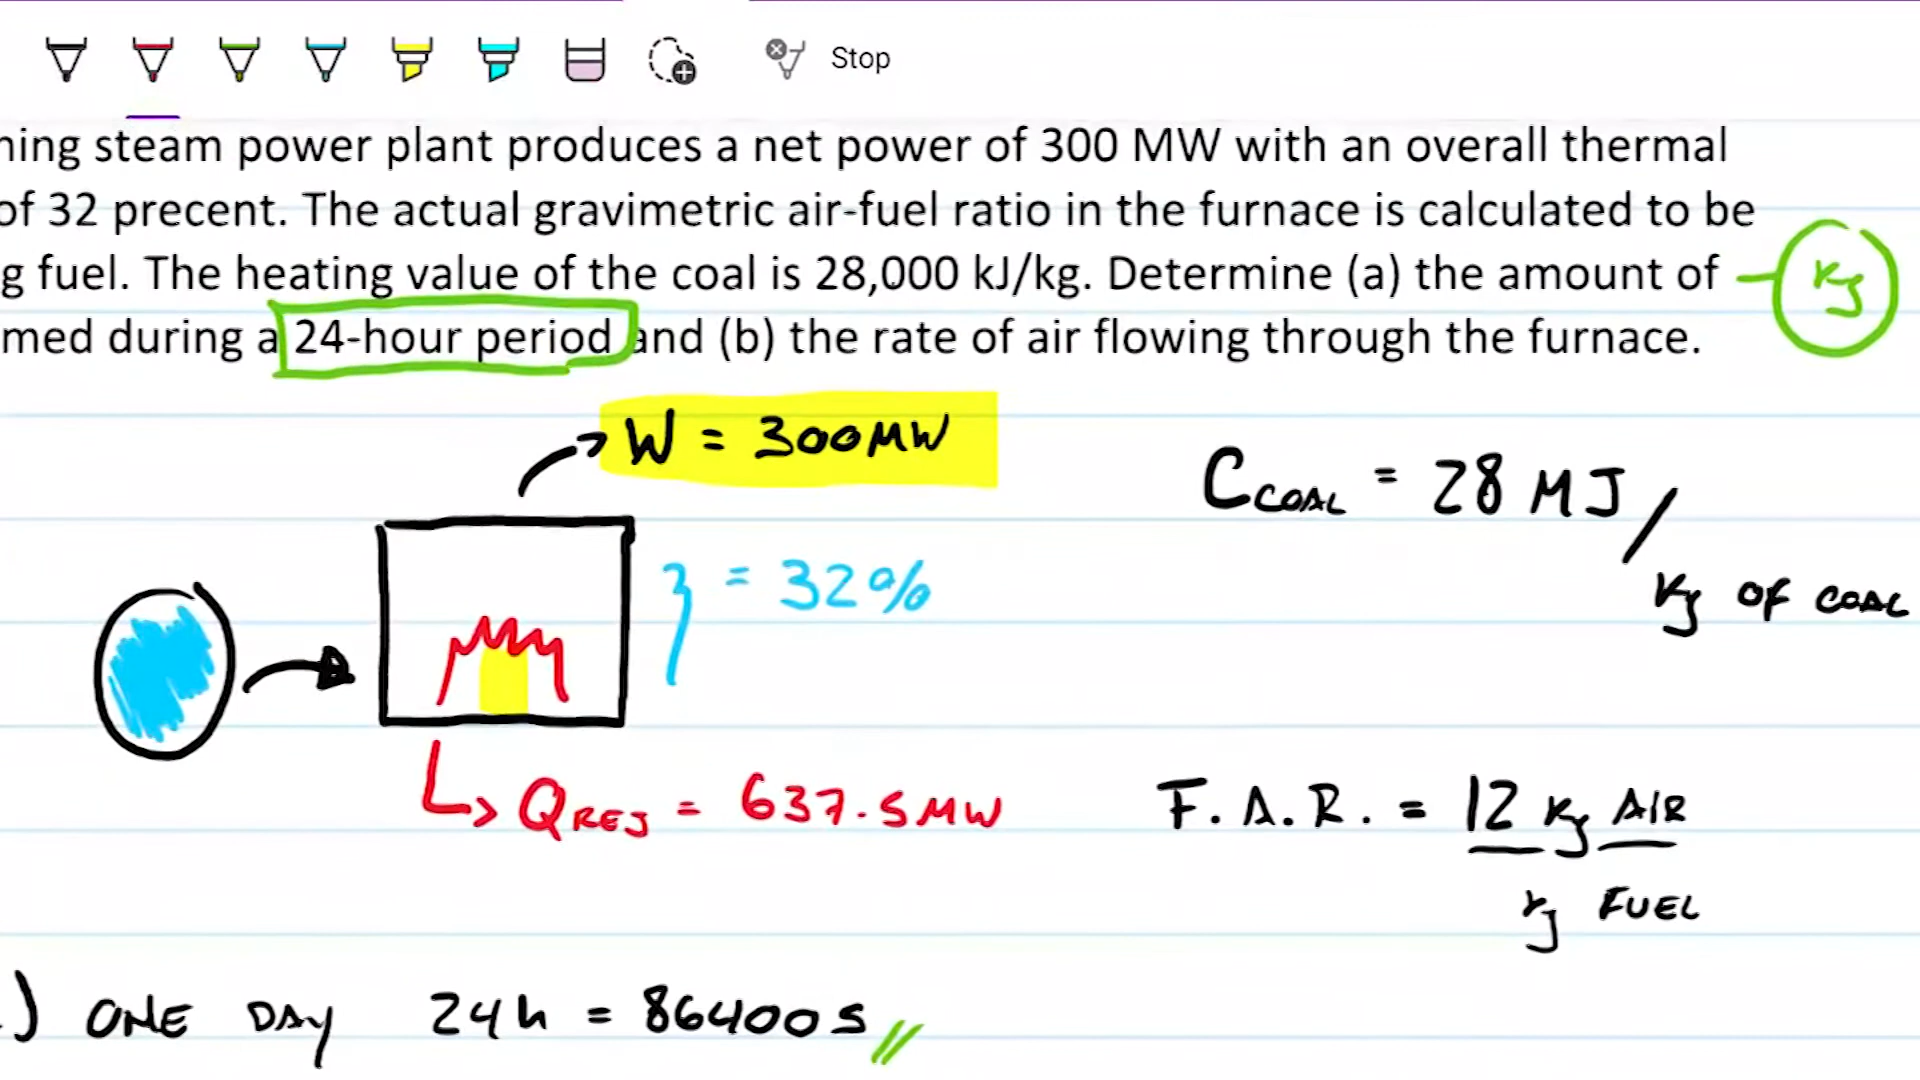 Stop
ning steam power plant produces a net power of 300 MW with an overall thermal
of 32 precent. The actual gravimetric air-fuel ratio in the furnace is calculated to be
g fuel. The heating value of the coal is 28,000 kJ/kg. Determine (a) the amount of
kg
med during a 24-hour period and (b) the rate of air flowing through the furnace.
W = 300MW
C COAL = 28 MJ/
kg OF COAL
η = 32%
QREJ = 637.5MW
F.A.R. = 12 kg AIR
kg FUEL
) ONE DAY 24h = 86400s